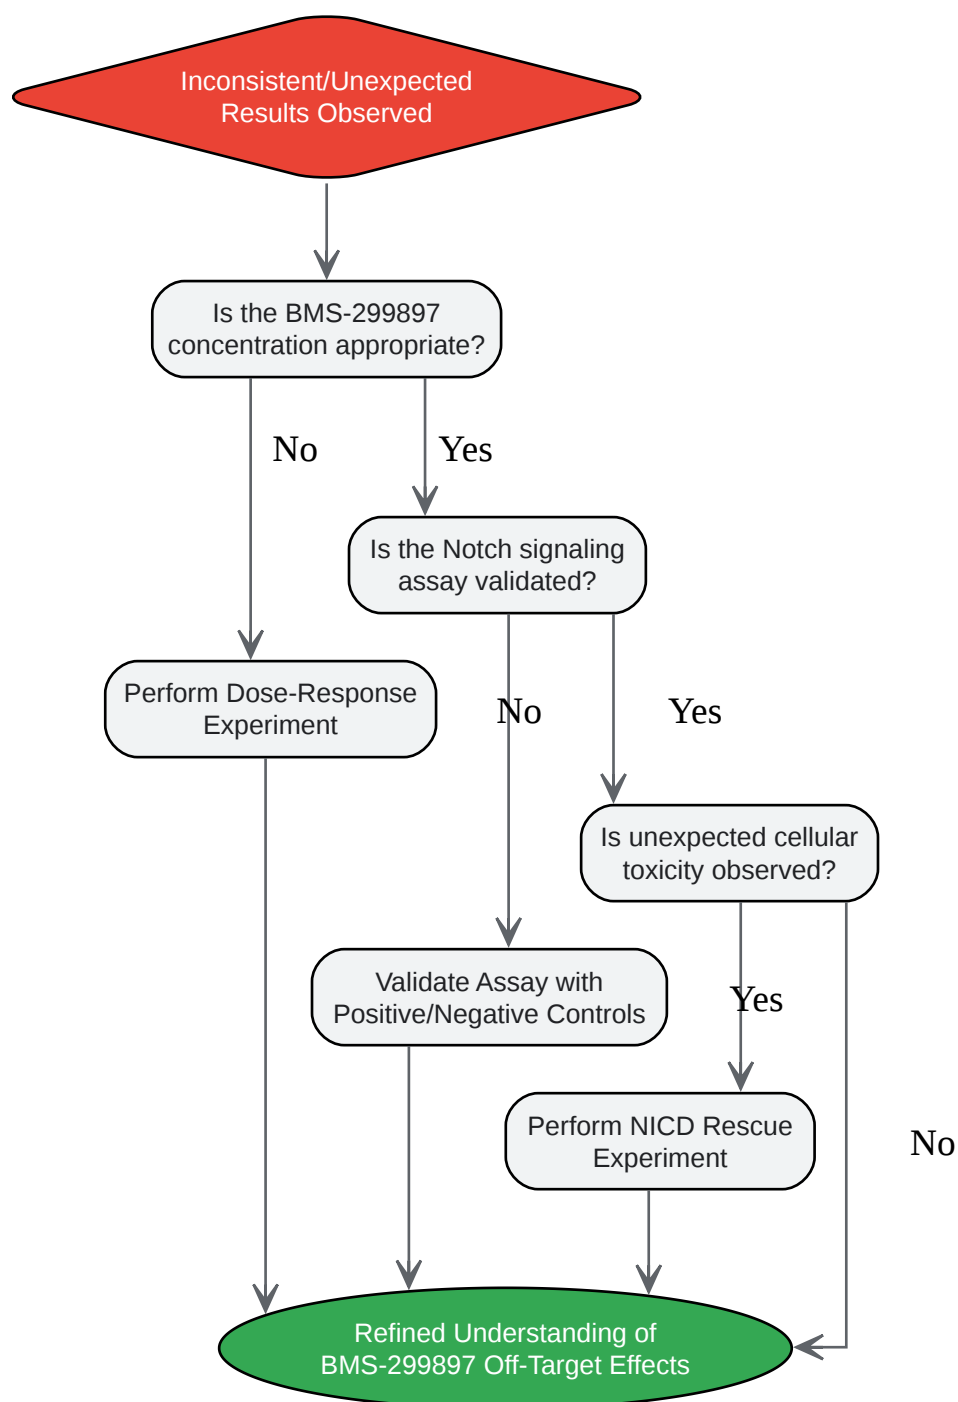 Inconsistent/Unexpected
Results Observed
Is the BMS-299897
concentration appropriate?
No
Yes
Is the Notch signaling
assay validated?
Perform Dose-Response
Experiment
No
Yes
Is unexpected cellular
toxicity observed?
Validate Assay with
Positive/Negative Controls
Yes
Perform NICD Rescue
Experiment
No
Refined Understanding of
BMS-299897 Off-Target Effects